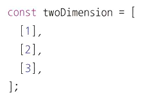 const twoDimension = [
  [1],
  [2],
  [3],
];